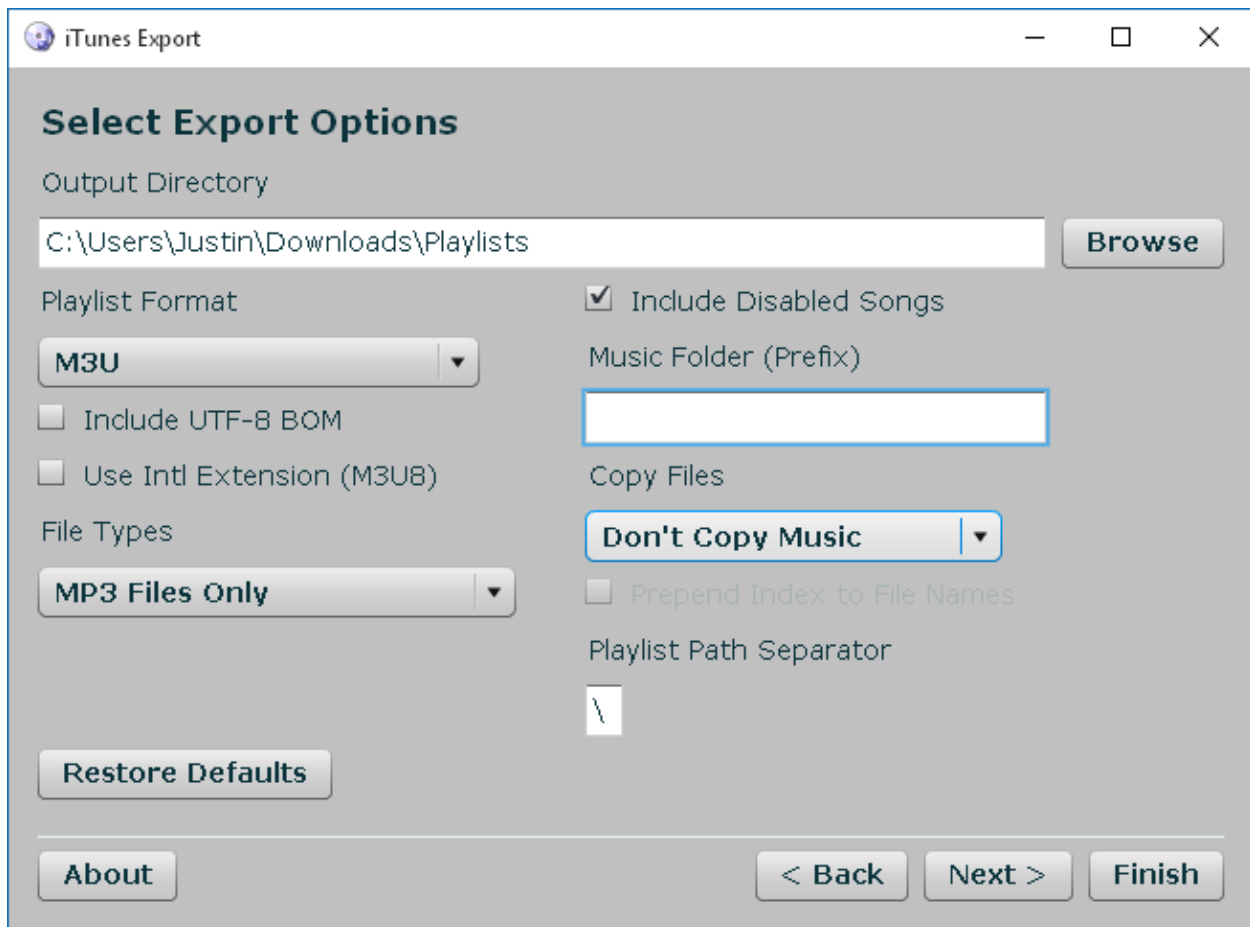 iTunes Export
Select Export Options
Output Directory
C:\Users\Justin\Downloads\Playlists
Browse
Playlist Format
M3U
Include UTF-8 BOM
Use Intl Extension (M3U8)
File Types
MP3 Files Only
Include Disabled Songs
Music Folder (Prefix)
Copy Files
Don't Copy Music
Prepend Index to File Names
Playlist Path Separator
\
Restore Defaults
About
< Back
Next >
Finish